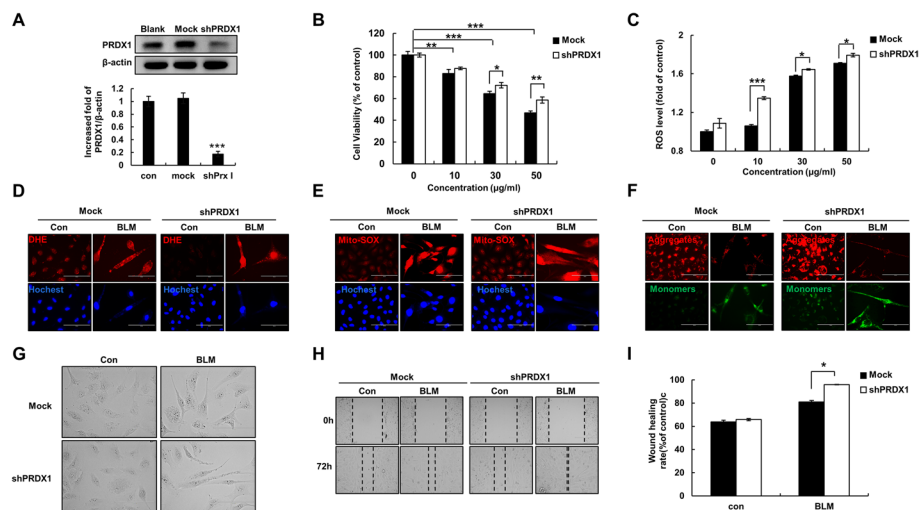 A
Blank Mock shPRDX1
PRDX1
β-actin
Increased fold of
PRDX1/β-actin
1.2
1
0.8
0.6
0.4
0.2
0
***
con mock shPrx I
B
Cell Viability (% of control)
120
100
80
60
40
20
0
***
***
**
*
**
Mock
shPRDX1
0 10 30 50
Concentration (μg/ml)
C
ROS level (fold of control)
2
1.6
1.2
0.8
***
*
*
Mock
shPRDX1
0 10 30 50
Concentration (μg/ml)
D
Mock shPRDX1
Con BLM Con BLM
DHE DHE
Hochest Hochest
E
Mock shPRDX1
Con BLM Con BLM
Mito-SOX Mito-SOX
Hochest Hochest
F
Mock shPRDX1
Con BLM Con BLM
Aggregates Aggregates
Monomers Monomers
G
Con BLM
Mock
shPRDX1
H
Mock shPRDX1
Con BLM Con BLM
0h
72h
I
Wound healing
rate(%of control)c
100
80
60
40
20
0
*
Mock
shPRDX1
con BLM